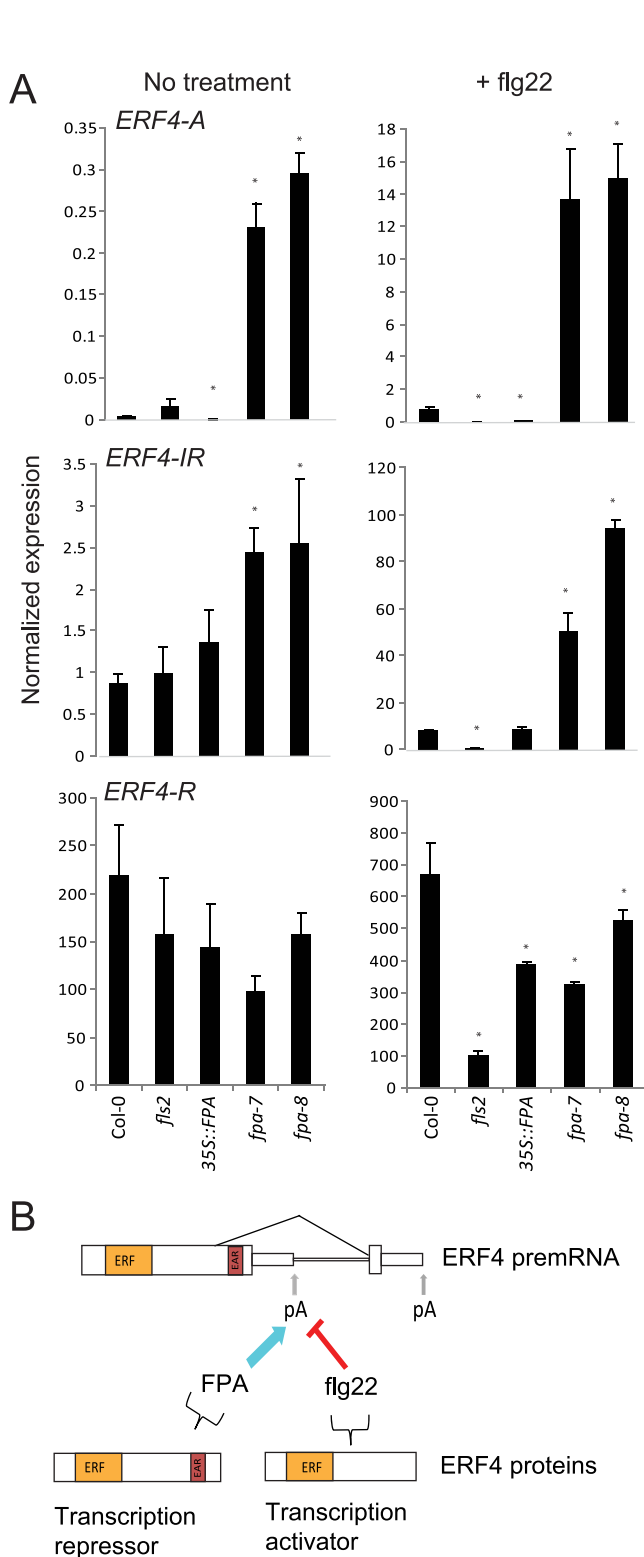 A
No treatment
+ flg22
Normalized expression
ERF4-A
0.35
0.3
0.25
0.2
0.15
0.1
0.05
0
* * *
18
16
14
12
10
8
6
4
2
0
* * * *
ERF4-IR
3.5
3
2.5
2
1.5
1
0.5
0
* *
120
100
80
60
40
20
0
* * *
ERF4-R
300
250
200
150
100
50
0
Col-0
fls2
35S::FPA
fpa-7
fpa-8
900
800
700
600
500
400
300
200
100
0
* * * *
Col-0
fls2
35S::FPA
fpa-7
fpa-8
B
ERF
EAR
ERF4 premRNA
pA
pA
FPA
flg22
ERF
EAR
ERF
ERF4 proteins
Transcription
repressor
Transcription
activator